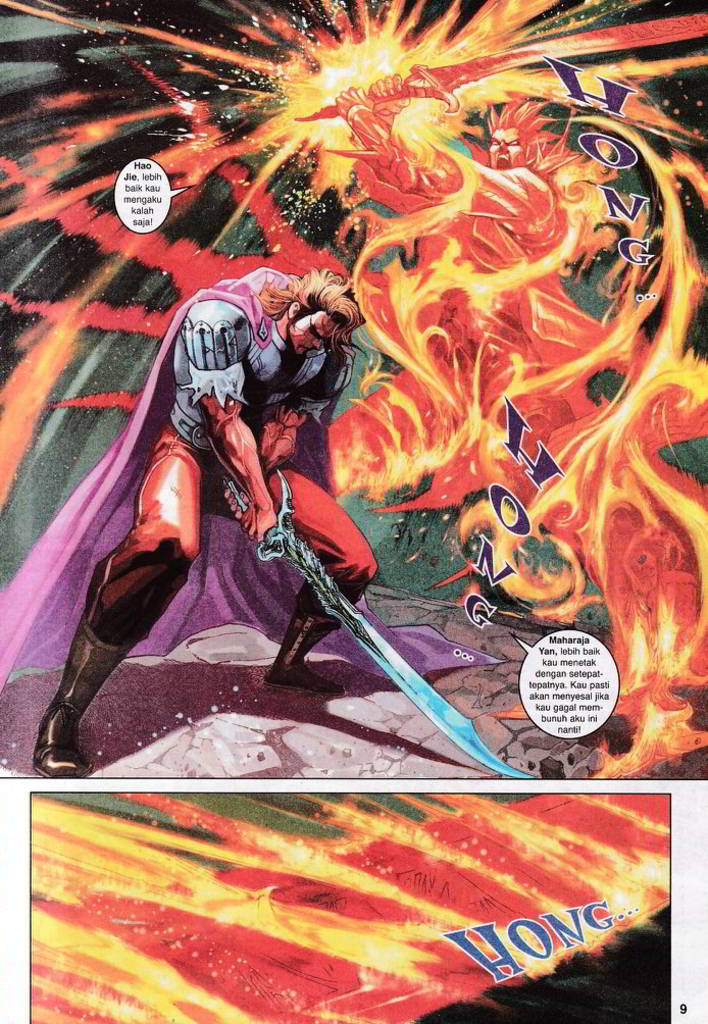 HONG...
Hao
Jie, lebih
baik kau
mengaku
kalah
saja!
HONG
...
Maharaja
Yan, lebih baik
kau menetak
dengan setepat-
tepatnya. Kau pasti
akan menyesal jika
kau gagal mem-
bunuh aku ini
nanti!
HONG...
9